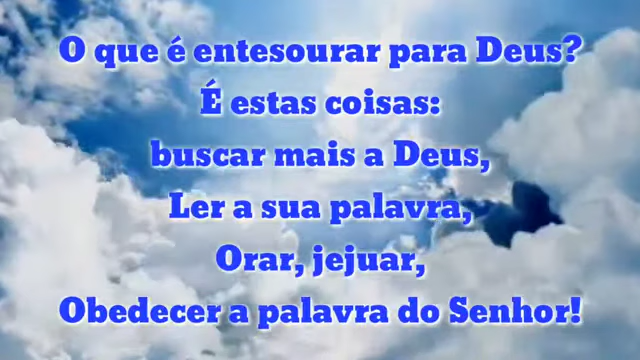 O que é entesourar para Deus?
É estas coisas:
buscar mais a Deus,
Ler a sua palavra,
Orar, jejuar,
Obedecer a palavra do Senhor!